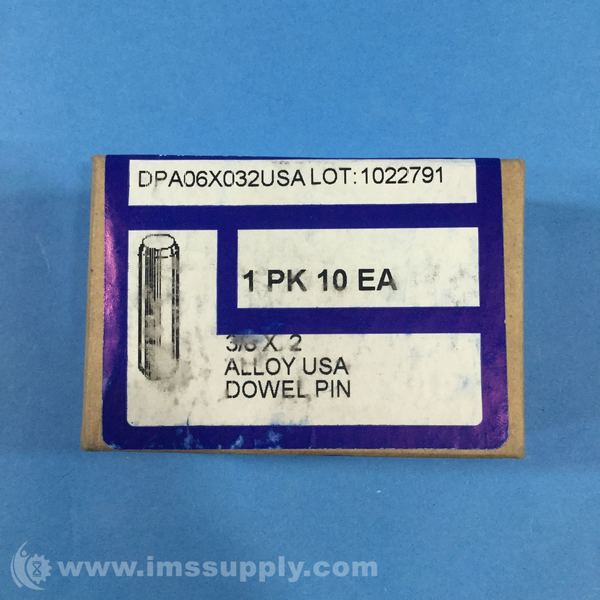 DPA06X032USA LOT:1022791
1 PK 10 EA
3/8 X 2
ALLOY USA
DOWEL PIN
www.imssupply.com